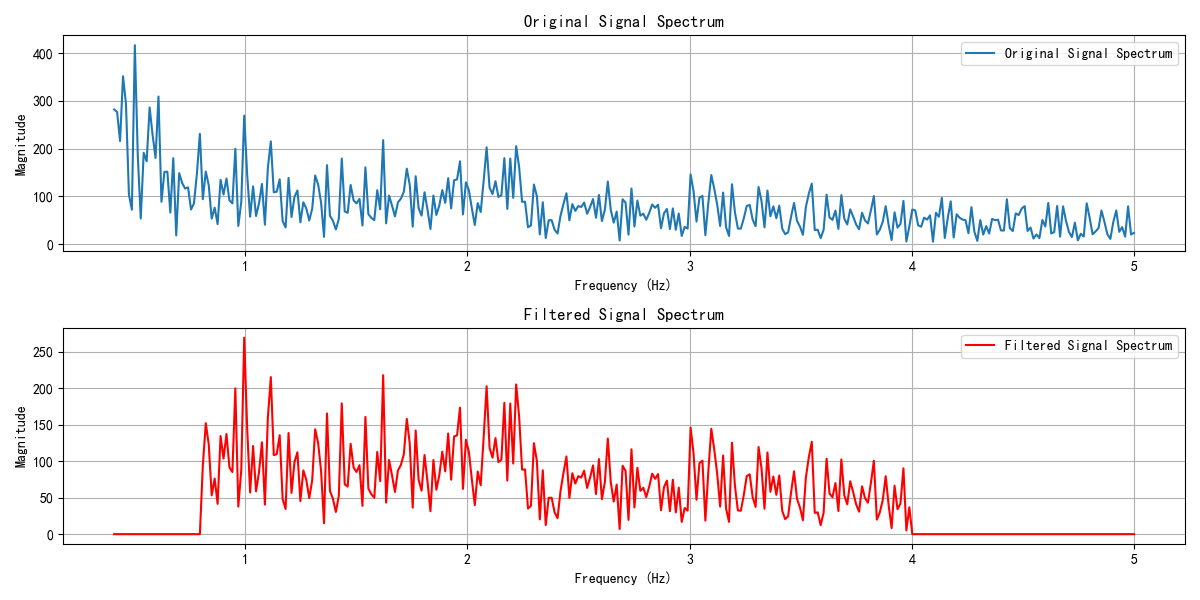 Original Signal Spectrum
Original Signal Spectrum
Magnitude
400
300
200
100
0
1
2
3
4
5
Frequency (Hz)
Filtered Signal Spectrum
Filtered Signal Spectrum
Magnitude
250
200
150
100
50
0
1
2
3
4
5
Frequency (Hz)